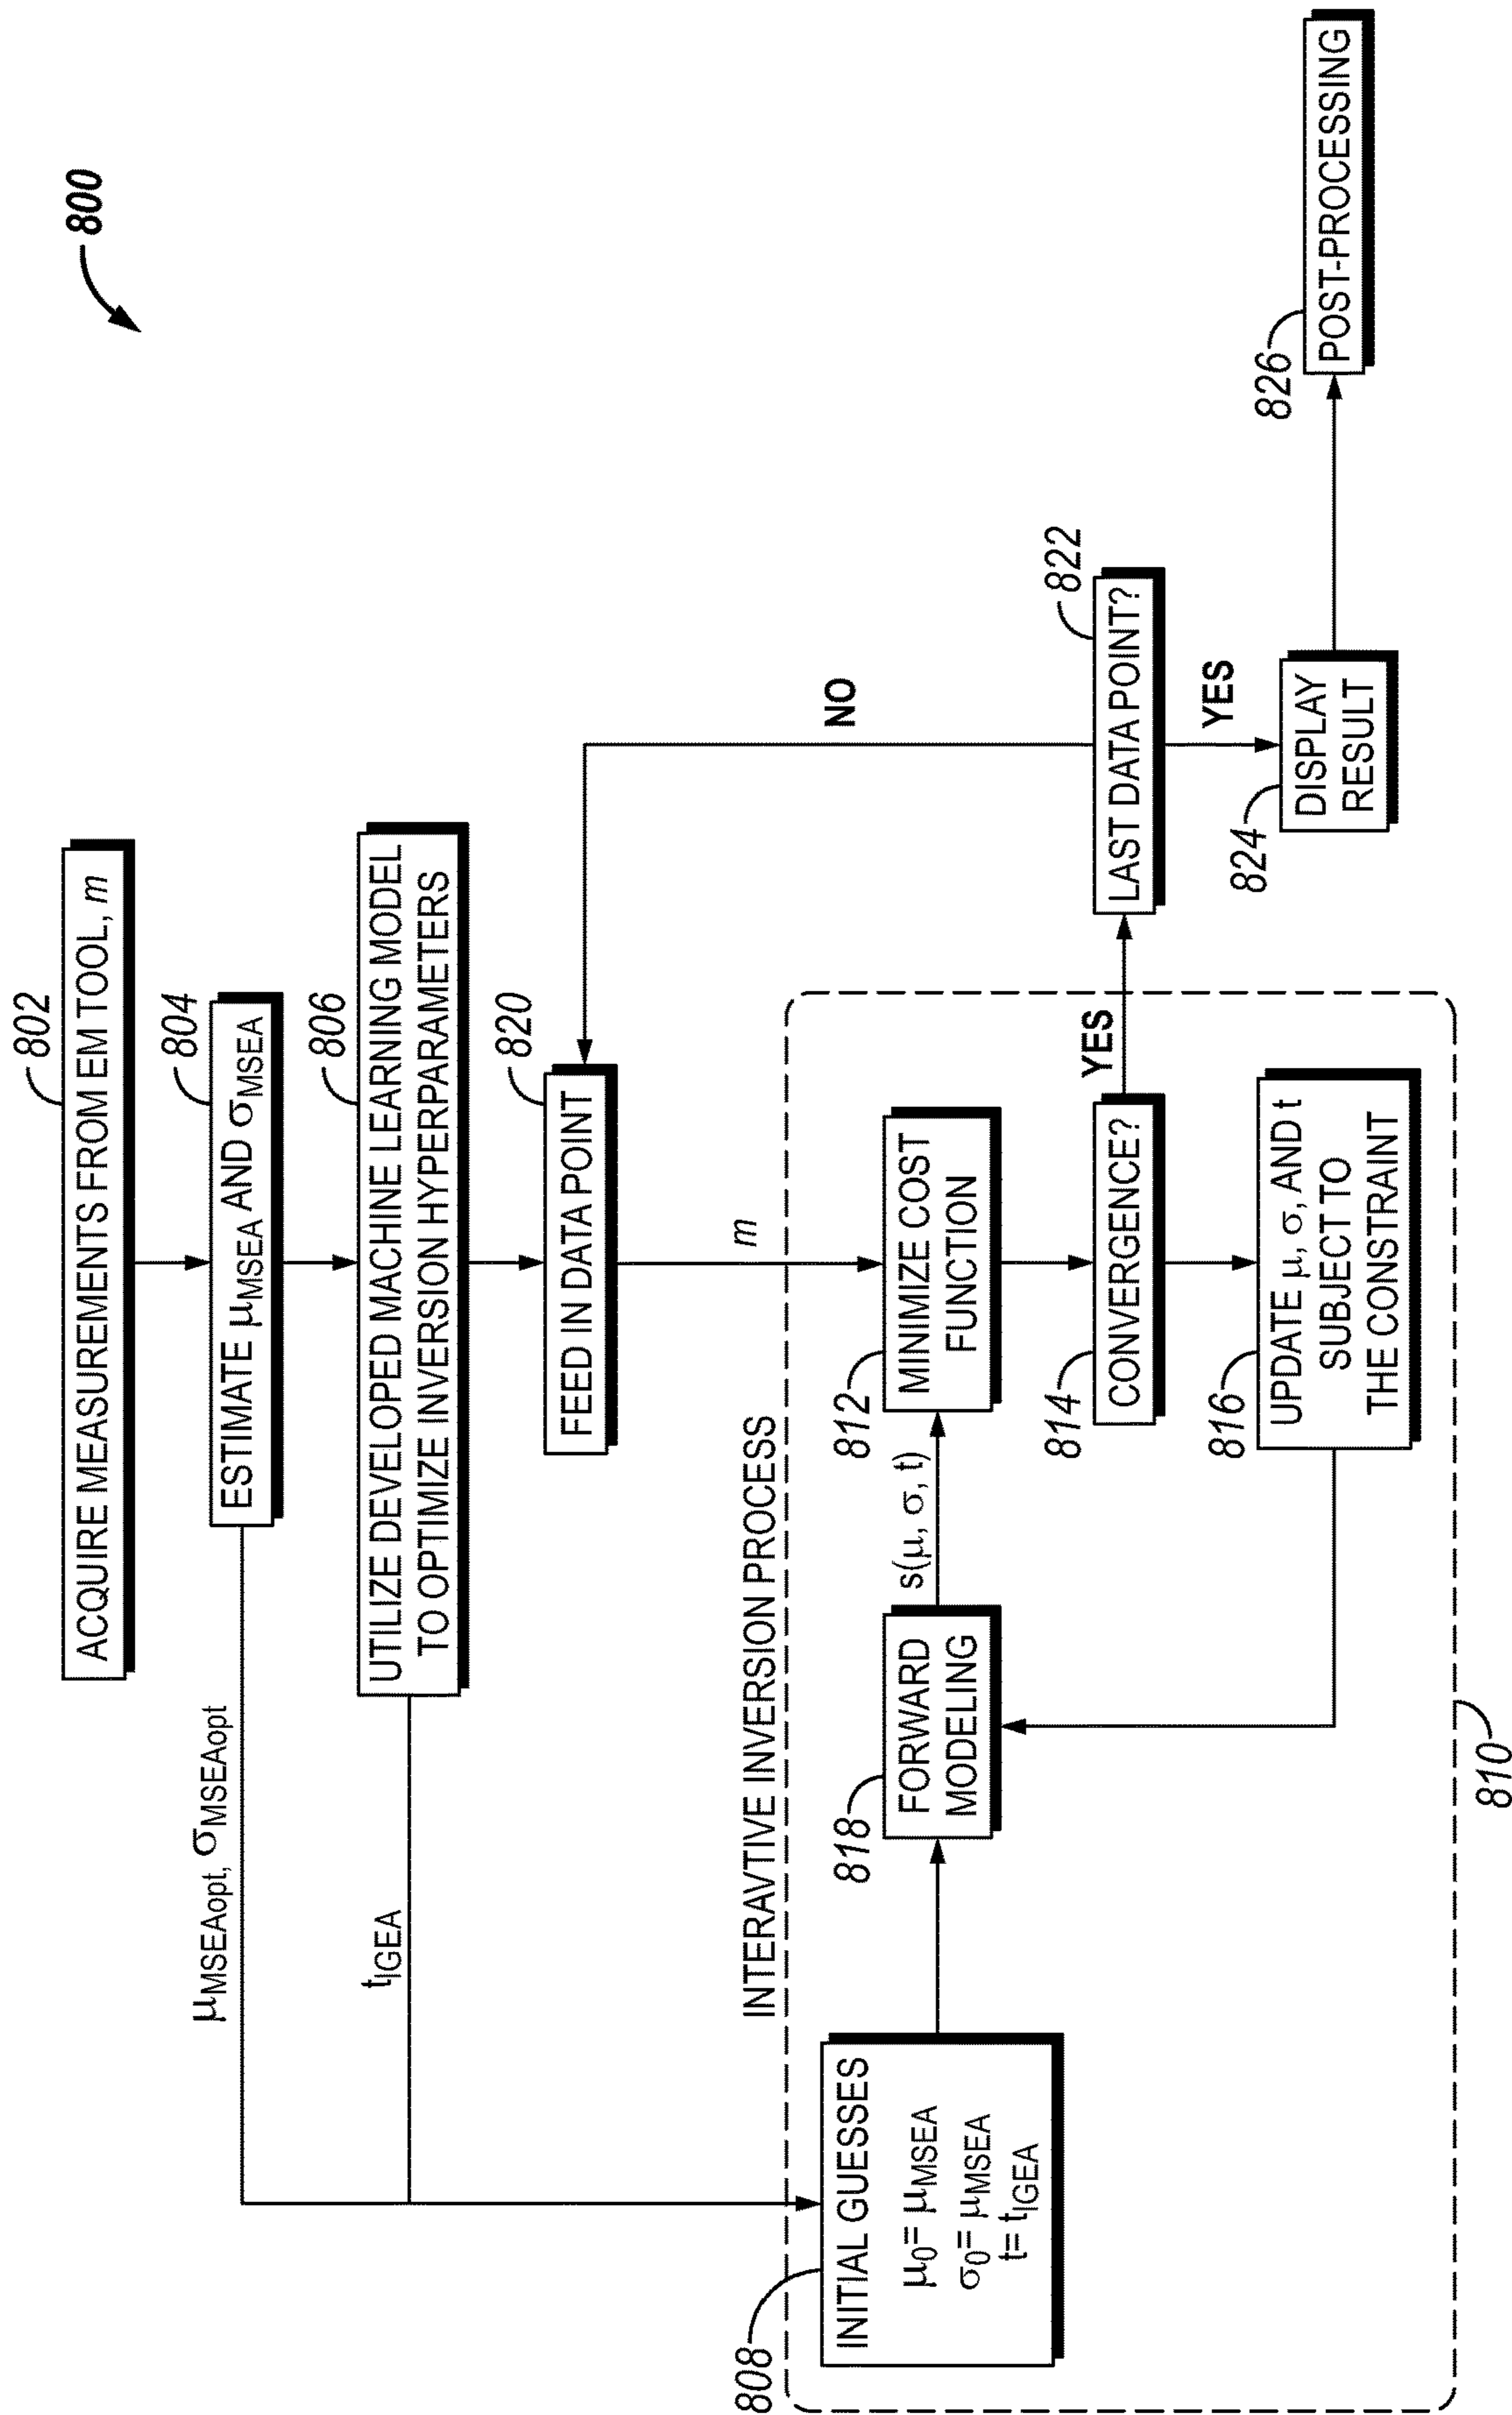 800
802
ACQUIRE MEASUREMENTS FROM EM TOOL, m
804
ESTIMATE μMSEA AND σMSEA
μMSEAopt, σMSEAopt
806
UTILIZE DEVELOPED MACHINE LEARNING MODEL
TO OPTIMIZE INVERSION HYPERPARAMETERS
tIGEA
820
FEED IN DATA POINT
NO
m
INTERAVTIVE INVERSION PROCESS
808
INITIAL GUESSES
μ0= μMSEA
σ0= μMSEA
t= tIGEA
818
FORWARD
MODELING
s(μ, σ, t)
812
MINIMIZE COST
FUNCTION
814
CONVERGENCE?
YES
822
LAST DATA POINT?
YES
816
UPDATE μ, σ, AND t
SUBJECT TO
THE CONSTRAINT
824
DISPLAY
RESULT
826
POST-PROCESSING
810